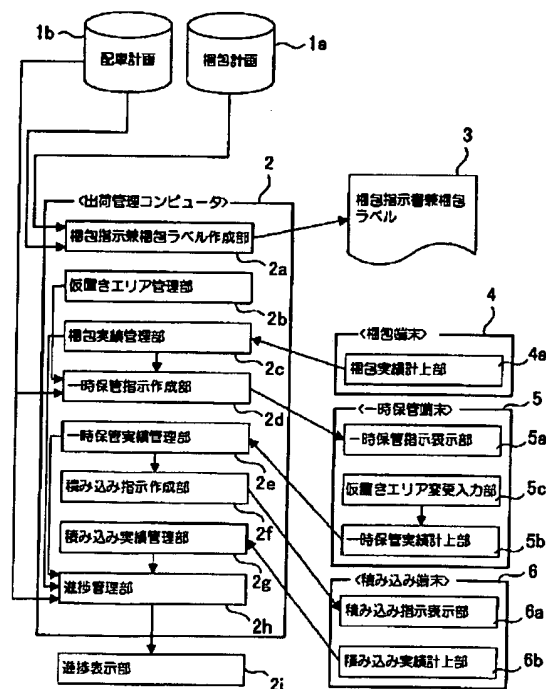 1b
1a
配車計画
梱包計画
3
2
<出荷管理コンピュータ>
梱包指示書兼梱包
ラベル
梱包指示兼梱包ラベル作成部
2a
仮置きエリア管理部
2b
4
<梱包端末>
梱包実績管理部
2c
梱包実績計上部
4a
一時保管指示作成部
2d
5
<一時保管端末>
一時保管指示表示部
5a
一時保管実績管理部
2e
仮置きエリア変更入力部
5c
積み込み指示作成部
2f
一時保管実績計上部
5b
積み込み実績管理部
2g
6
<積み込み端末>
進捗管理部
2h
積み込み指示表示部
6a
進捗表示部
2i
積み込み実績計上部
6b